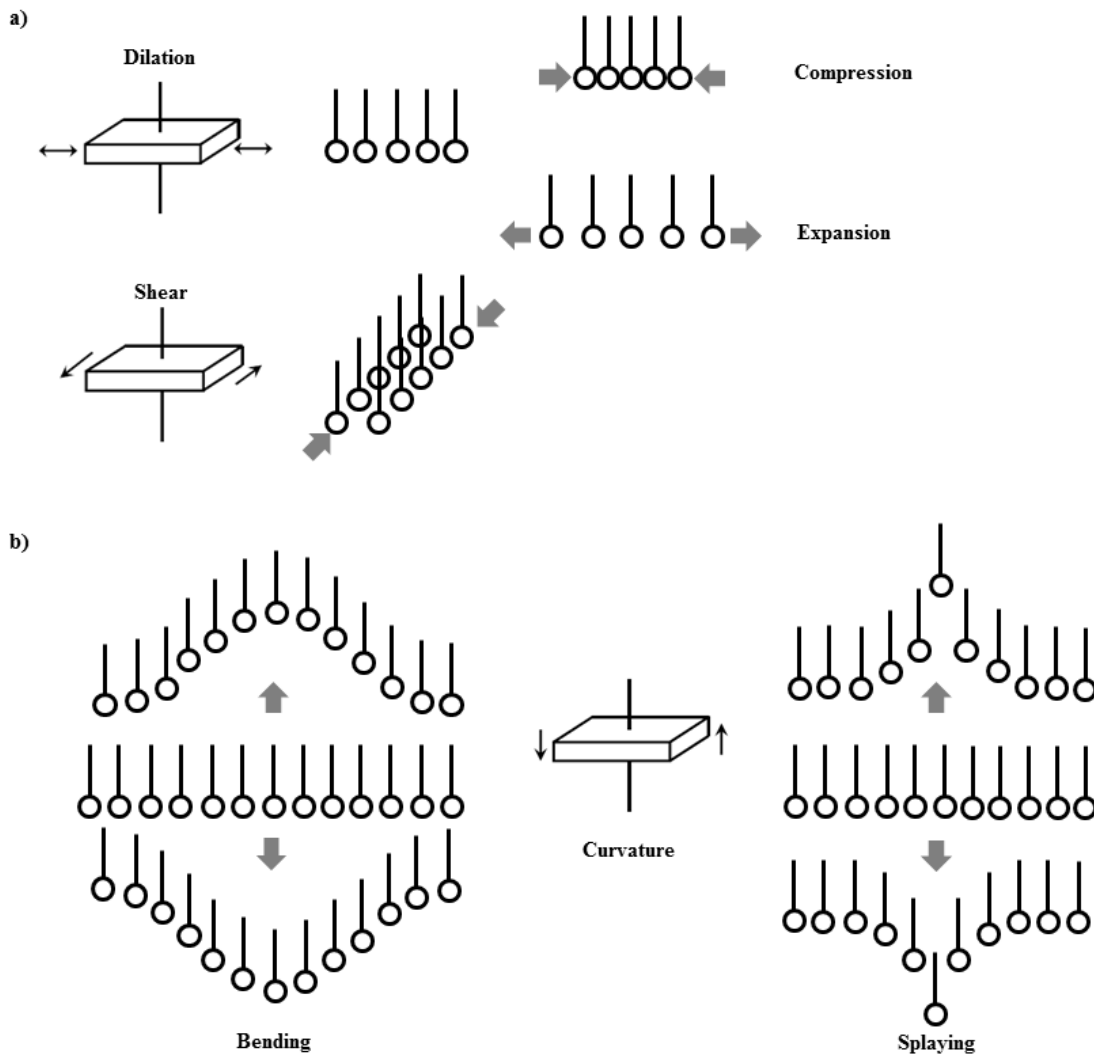 a)
Dilation
Compression
Expansion
Shear
b)
Curvature
Bending
Splaying